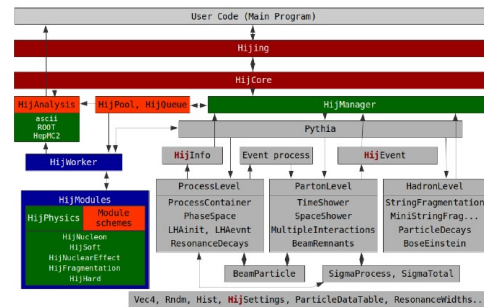 User Code (Main Program)
Hijing
HijCore
HijAnalysis
ascii
ROOT
HepMC2
HijPool, HijQueue
HijManager
Pythia
HijWorker
HijInfo
Event process
HijEvent
HijModules
HijPhysics
Module
schemes
HijNucleon
HijSoft
HijNuclearEffect
HijFragmentation
HijHard
ProcessLevel
ProcessContainer
PhaseSpace
LHAinit, LHAevnt
ResonanceDecays
PartonLevel
TimeShower
SpaceShower
MultipleInteractions
BeamRemnants
HadronLevel
StringFragmentation
MiniStringFrag...
ParticleDecays
BoseEinstein
BeamParticle
SigmaProcess, SigmaTotal
Vec4, Rndm, Hist, HijSettings, ParticleDataTable, ResonanceWidths..